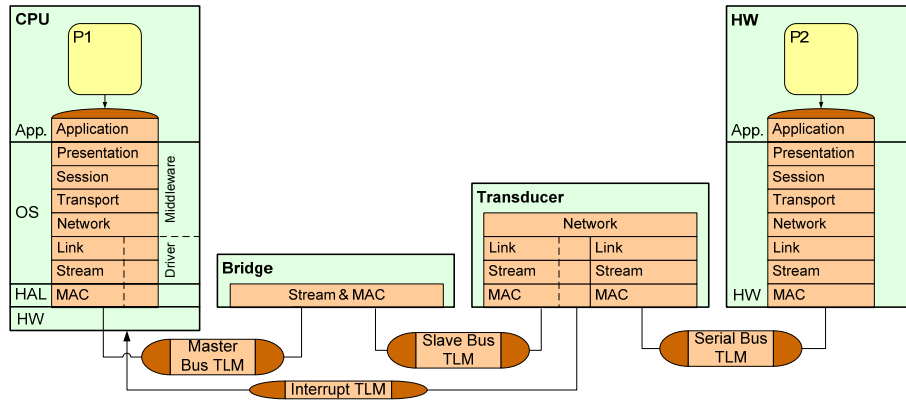 CPU
P1
App.
Application
OS
Presentation
Session
Transport
Network
Middleware
Link
Stream
Driver
HAL
MAC
HW
Bridge
Stream & MAC
Transducer
Network
Link
Link
Stream
Stream
MAC
MAC
HW
P2
App.
Application
Presentation
Session
Transport
Network
Link
Stream
HW
MAC
Master
Bus TLM
Slave Bus
TLM
Serial Bus
TLM
Interrupt TLM